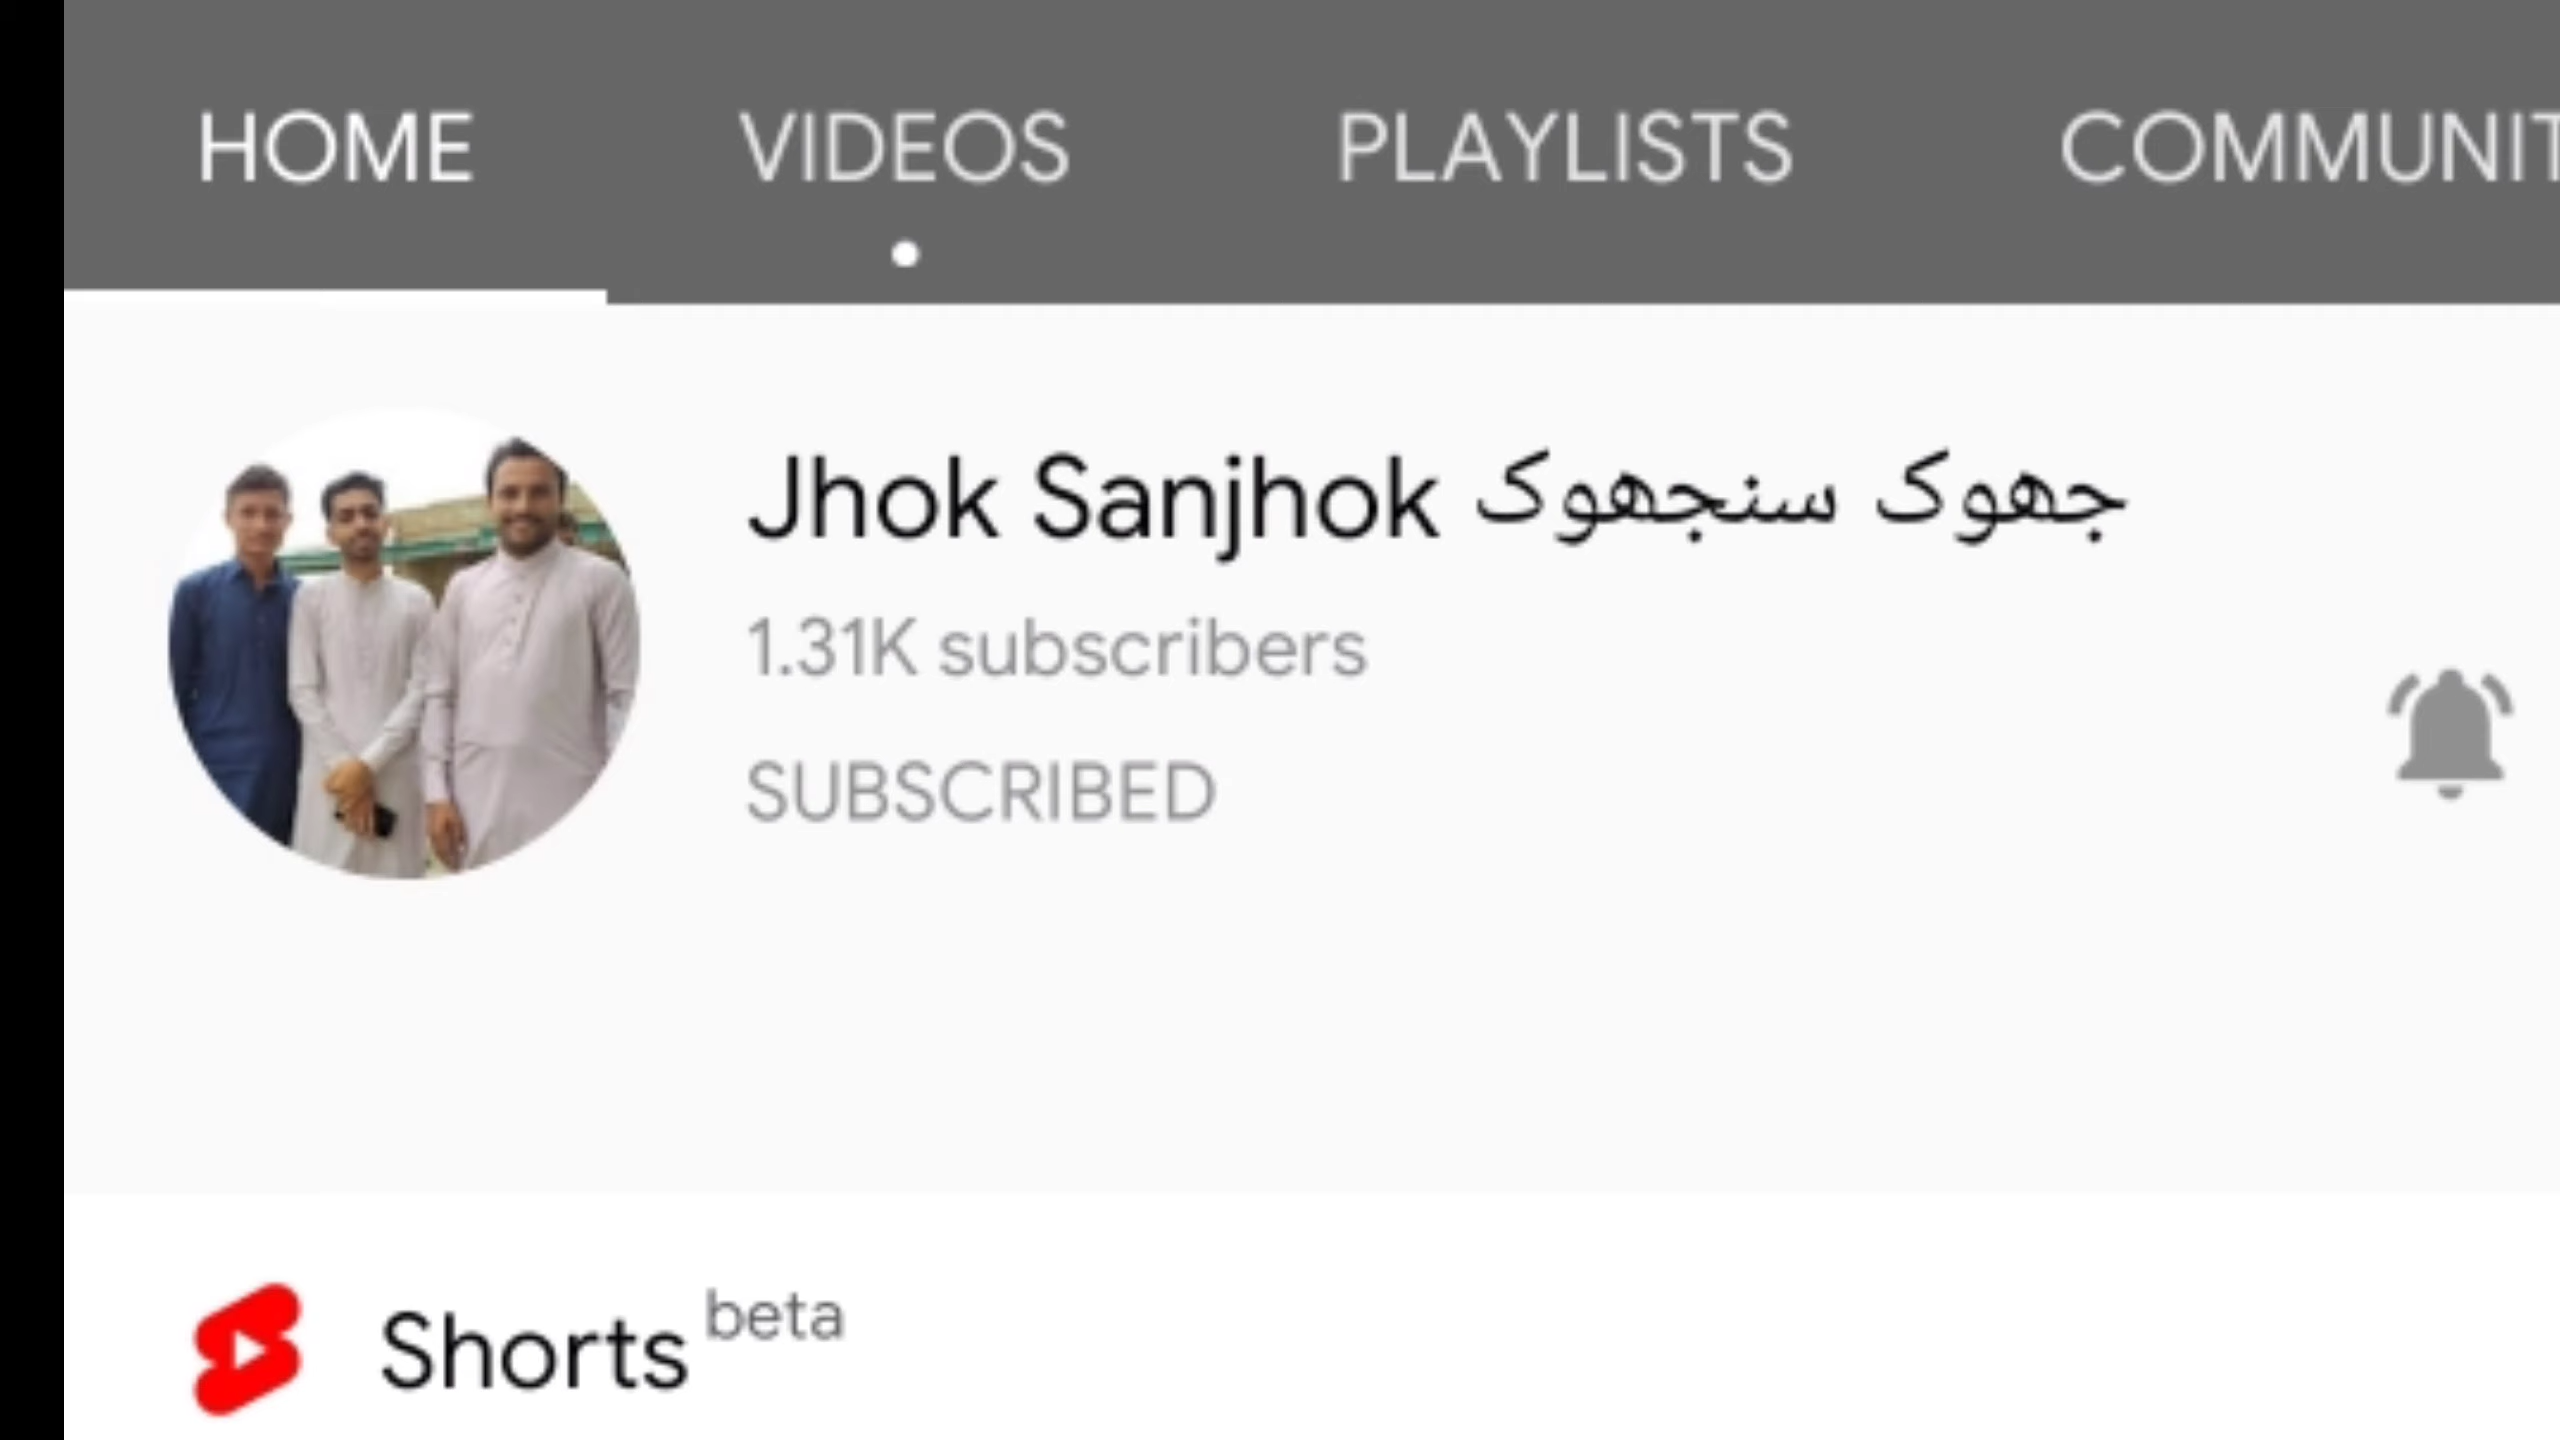 HOME VIDEOS PLAYLISTS COMMUNIT
Jhok Sanjhok جھوک سنجھوک
1.31K subscribers
SUBSCRIBED
Shorts beta